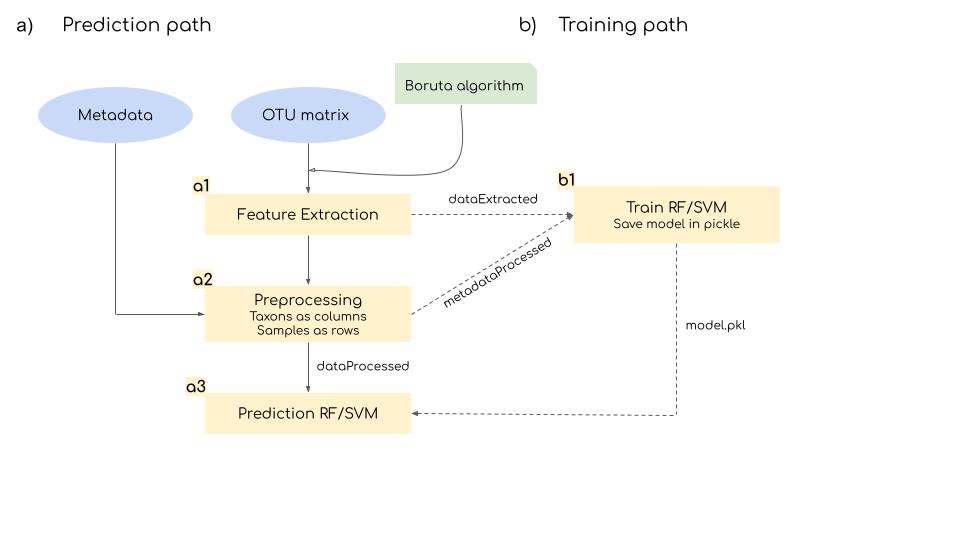 a) Prediction path
b) Training path
Boruta algorithm
Metadata
OTU matrix
a1
Feature Extraction
dataExtracted
b1
Train RF/SVM
Save model in pickle
a2
Preprocessing
Taxons as columns
Samples as rows
metadataProcessed
model.pkl
dataProcessed
a3
Prediction RF/SVM